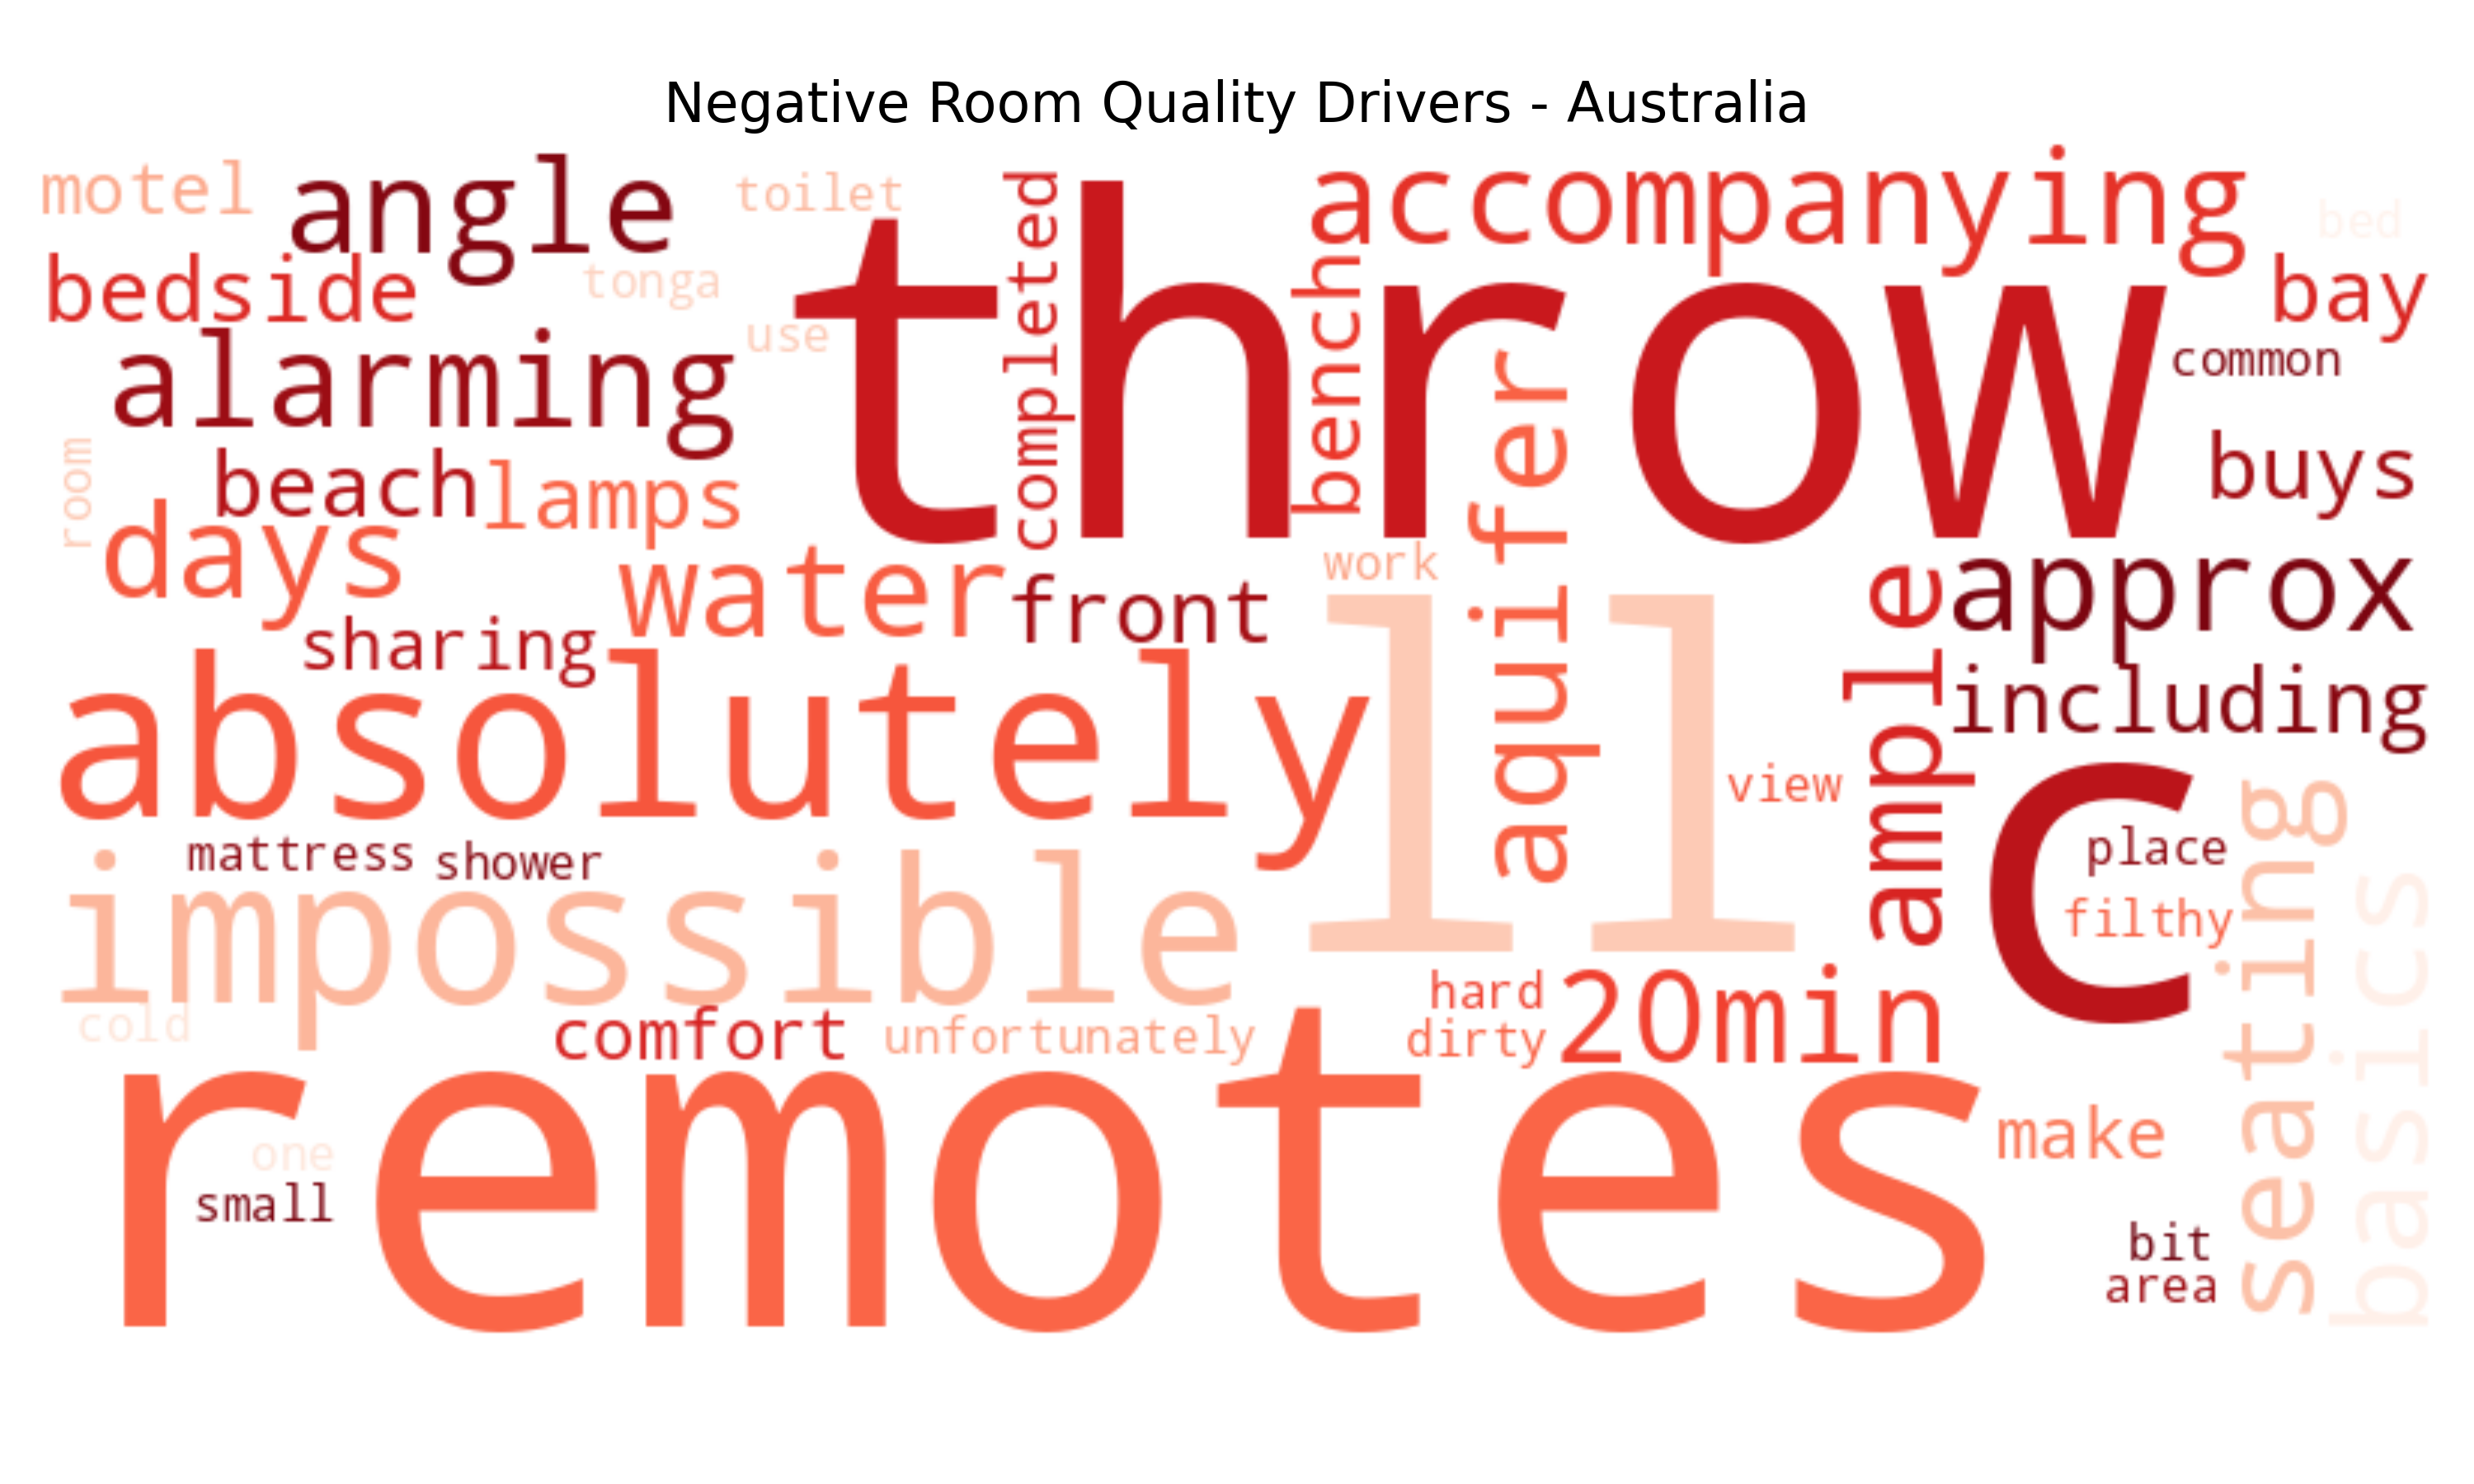 Negative Room Quality Drivers - Australia
motel
angle
toilet
completed
throw
accompanying
bed
bedside
tonga
bench
bay
use
alarming
aquifer
common
room
beach
lamps
buys
days
water
front
work
ll
ample
approx
sharing
including
absolutely
view
c
seating
mattress
shower
place
impossible
filthy
basics
cold
comfort
unfortunately
hard
dirty
20min
remotes
one
small
make
bit
area